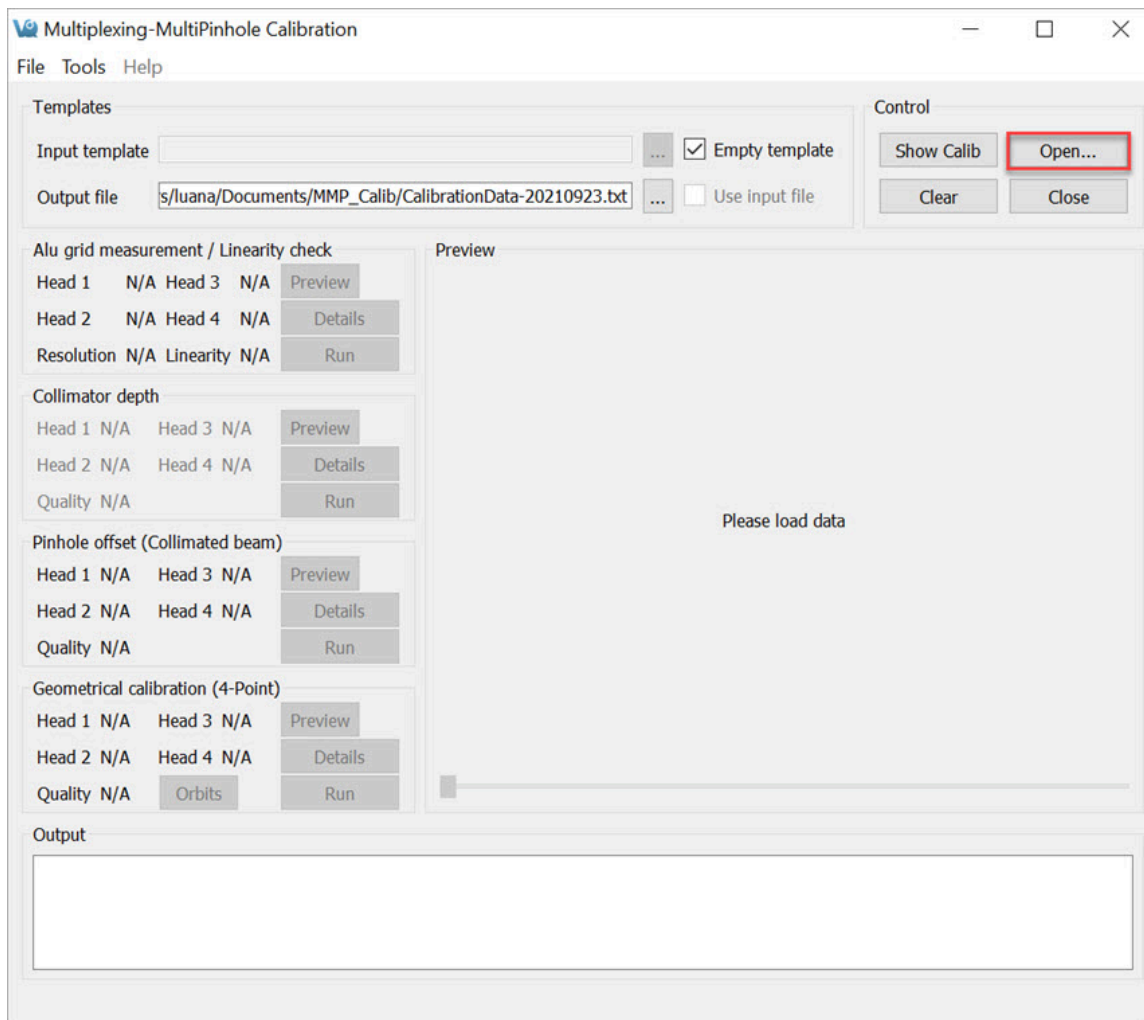 Multiplexing-MultiPinhole Calibration
File Tools Help
Templates
Input template ... Empty template
Output file s/luana/Documents/MMP_Calib/CalibrationData-20210923.txt ... Use input file
Control
Show Calib Open...
Clear Close
Alu grid measurement / Linearity check
Head 1 N/A Head 3 N/A Preview
Head 2 N/A Head 4 N/A Details
Resolution N/A Linearity N/A Run
Collimator depth
Head 1 N/A Head 3 N/A Preview
Head 2 N/A Head 4 N/A Details
Quality N/A Run
Pinhole offset (Collimated beam)
Head 1 N/A Head 3 N/A Preview
Head 2 N/A Head 4 N/A Details
Quality N/A Run
Geometrical calibration (4-Point)
Head 1 N/A Head 3 N/A Preview
Head 2 N/A Head 4 N/A Details
Quality N/A Orbits Run
Preview
Please load data
Output